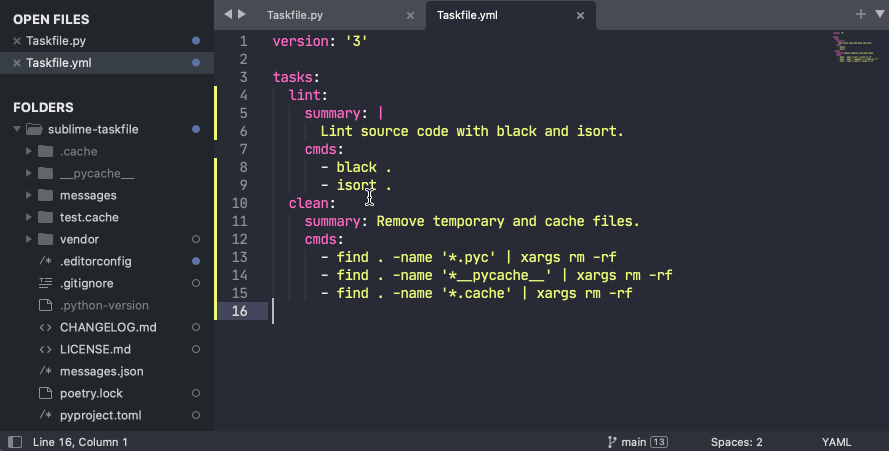 OPEN FILES
Taskfile.py
Taskfile.yml
FOLDERS
sublime-taskfile
.cache
__pycache__
messages
test.cache
vendor
.editorconfig
.gitignore
.python-version
CHANGELOG.md
LICENSE.md
messages.json
poetry.lock
pyproject.toml
Taskfile.py
Taskfile.yml
1 version: '3'
2
3 tasks:
4   lint:
5     summary: |
6       Lint source code with black and isort.
7     cmds:
8       - black .
9       - isort .
10   clean:
11     summary: Remove temporary and cache files.
12     cmds:
13       - find . -name '*.pyc' | xargs rm -rf
14       - find . -name '*__pycache__' | xargs rm -rf
15       - find . -name '*.cache' | xargs rm -rf
16
Line 16, Column 1
main 13
Spaces: 2
YAML